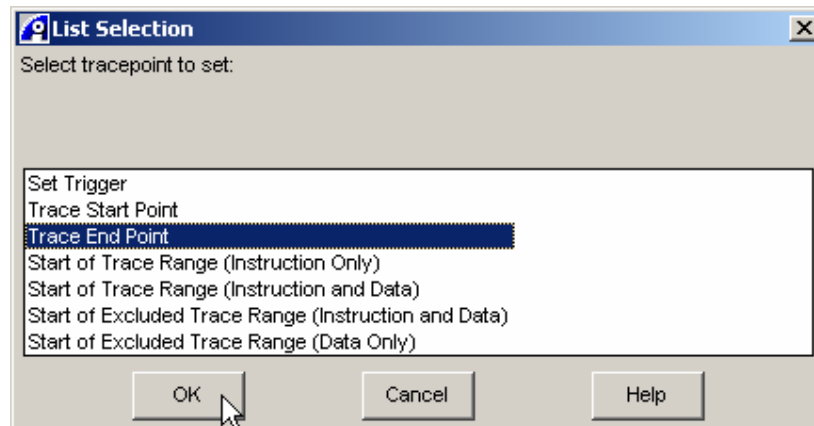 List Selection
Select tracepoint to set:
Set Trigger
Trace Start Point
Trace End Point
Start of Trace Range (Instruction Only)
Start of Trace Range (Instruction and Data)
Start of Excluded Trace Range (Instruction and Data)
Start of Excluded Trace Range (Data Only)
OK Cancel Help